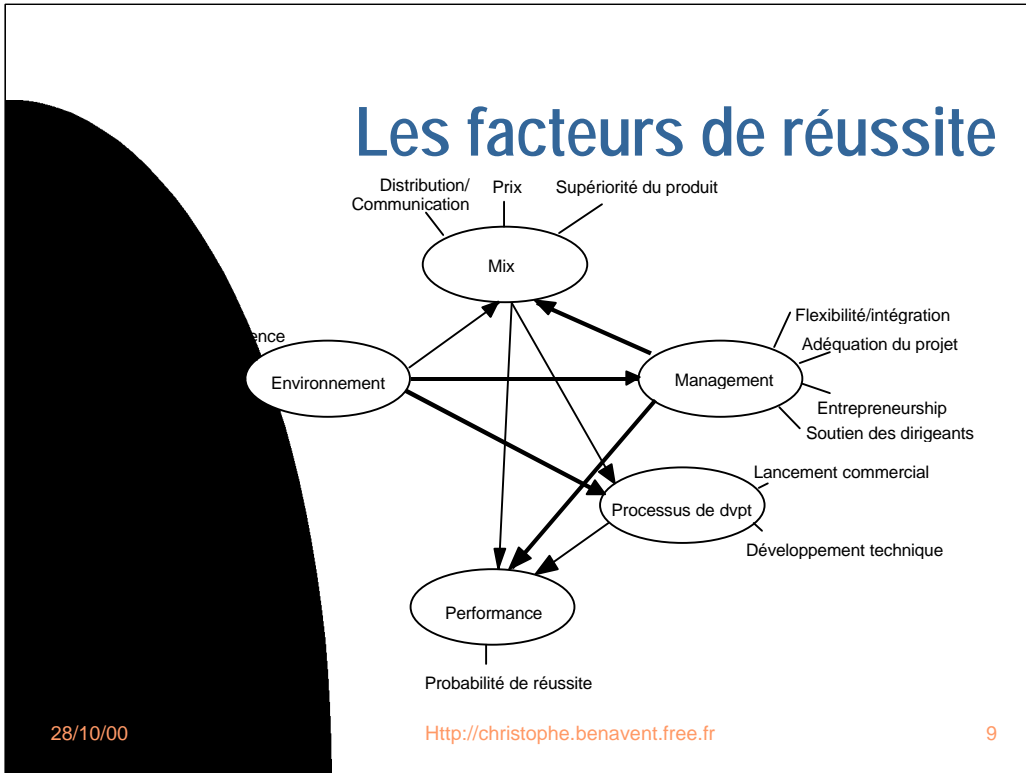 Les facteurs de réussite
Distribution/
Communication
Prix
Supériorité du produit
Mix
Flexibilité/intégration
Adéquation du projet
Environnement
Management
Entrepreneurship
Soutien des dirigeants
Lancement commercial
Processus de dvpt
Développement technique
Performance
Probabilité de réussite
28/10/00
Http://christophe.benavent.free.fr
9